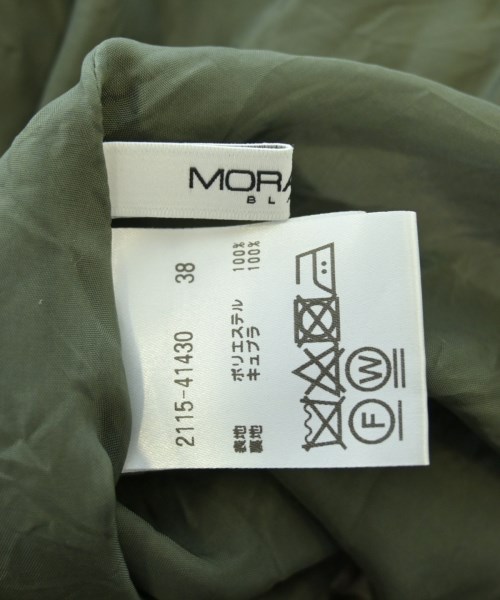 MORA
BLA
2115-41430 38
表地 ポリエステル 100%
裏地 キュプラ 100%
F W